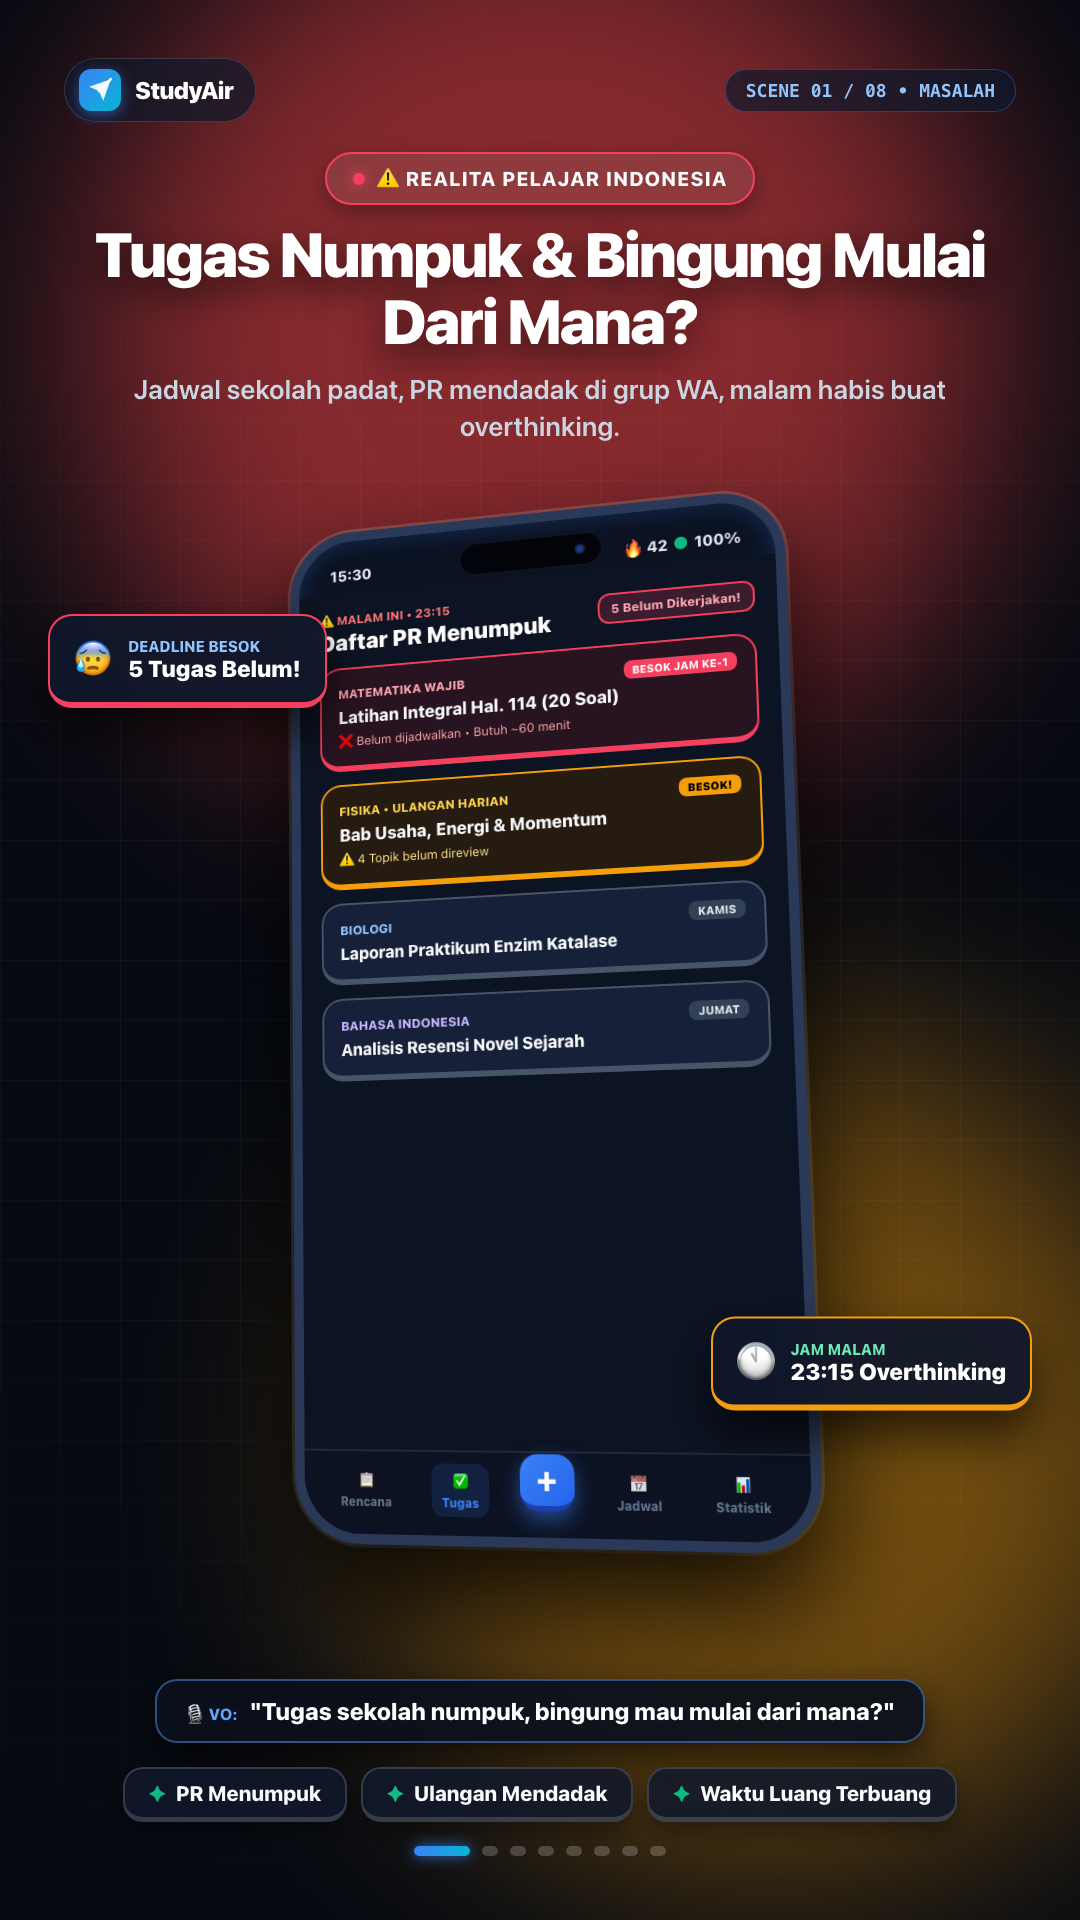 StudyAir
SCENE 01 / 08 • MASALAH
⚠️ REALITA PELAJAR INDONESIA
Tugas Numpuk & Bingung Mulai
Dari Mana?
Jadwal sekolah padat, PR mendadak di grup WA, malam habis buat
overthinking.
15:30
🔥 42 100%
⚠️ MALAM INI • 23:15
Daftar PR Menumpuk
5 Belum Dikerjakan!
DEADLINE BESOK
5 Tugas Belum!
MATEMATIKA WAJIB
BESOK JAM KE-1
Latihan Integral Hal. 114 (20 Soal)
❌ Belum dijadwalkan • Butuh ~60 menit
FISIKA • ULANGAN HARIAN
BESOK!
Bab Usaha, Energi & Momentum
⚠️ 4 Topik belum direview
BIOLOGI
KAMIS
Laporan Praktikum Enzim Katalase
BAHASA INDONESIA
JUMAT
Analisis Resensi Novel Sejarah
JAM MALAM
23:15 Overthinking
Rencana
Tugas
+
Jadwal
Statistik
🎙️ VO: "Tugas sekolah numpuk, bingung mau mulai dari mana?"
✦ PR Menumpuk
✦ Ulangan Mendadak
✦ Waktu Luang Terbuang